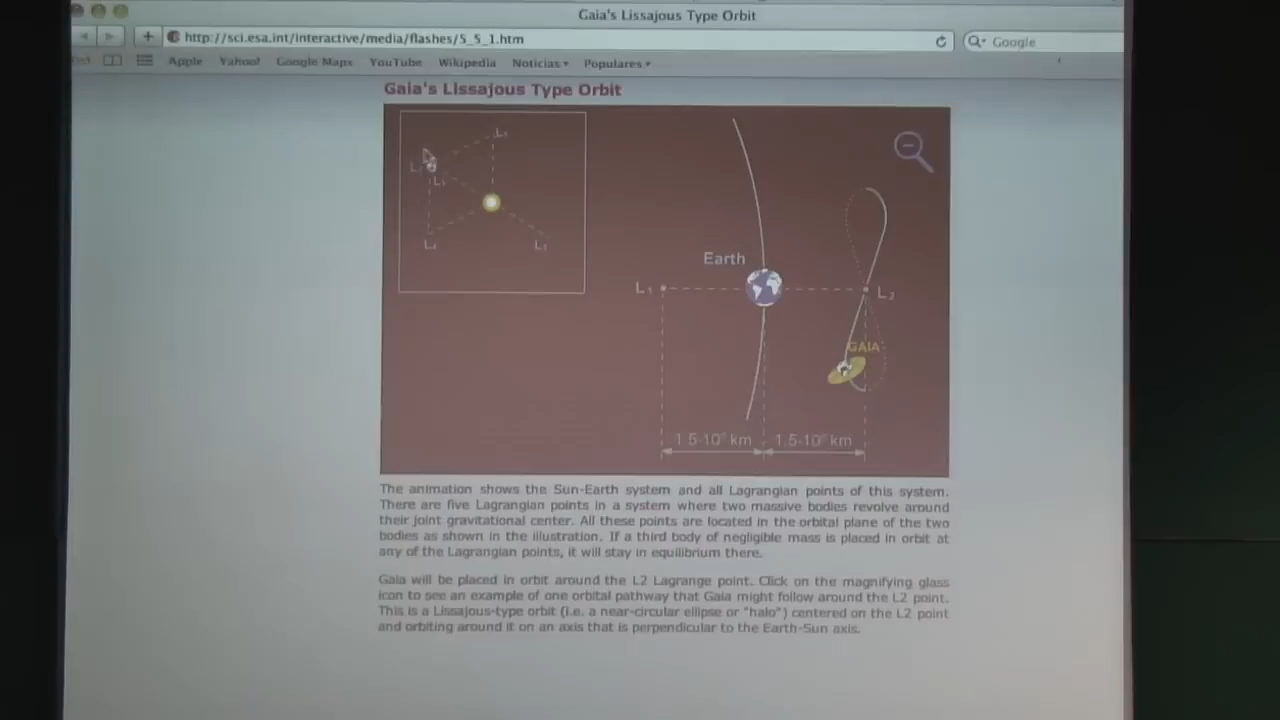 Gaia's Lissajous Type Orbit
http://sci.esa.int/interactive/media/flashes/5_5_1.htm
Google
Apple Yahoo! Google Maps YouTube Wikipedia Noticias Populares
Gaia's Lissajous Type Orbit
Earth
L1
L2
GAIA
km
km
The animation shows the Sun-Earth system and all Lagrangian points of this system.
There are five Lagrangian points in a system where two massive bodies revolve around
their joint gravitational center. All these points are located in the orbital plane of the two
bodies as shown in the illustration. If a third body of negligible mass is placed in orbit at
any of the Lagrangian points, it will stay in equilibrium there.
Gaia will be placed in orbit around the L2 Lagrange point. Click on the magnifying glass
icon to see an example of one orbital pathway that Gaia might follow around the L2 point.
This is a Lissajous-type orbit (i.e. a near-circular ellipse or "halo") centered on the L2 point
and orbiting around it on an axis that is perpendicular to the Earth-Sun axis.